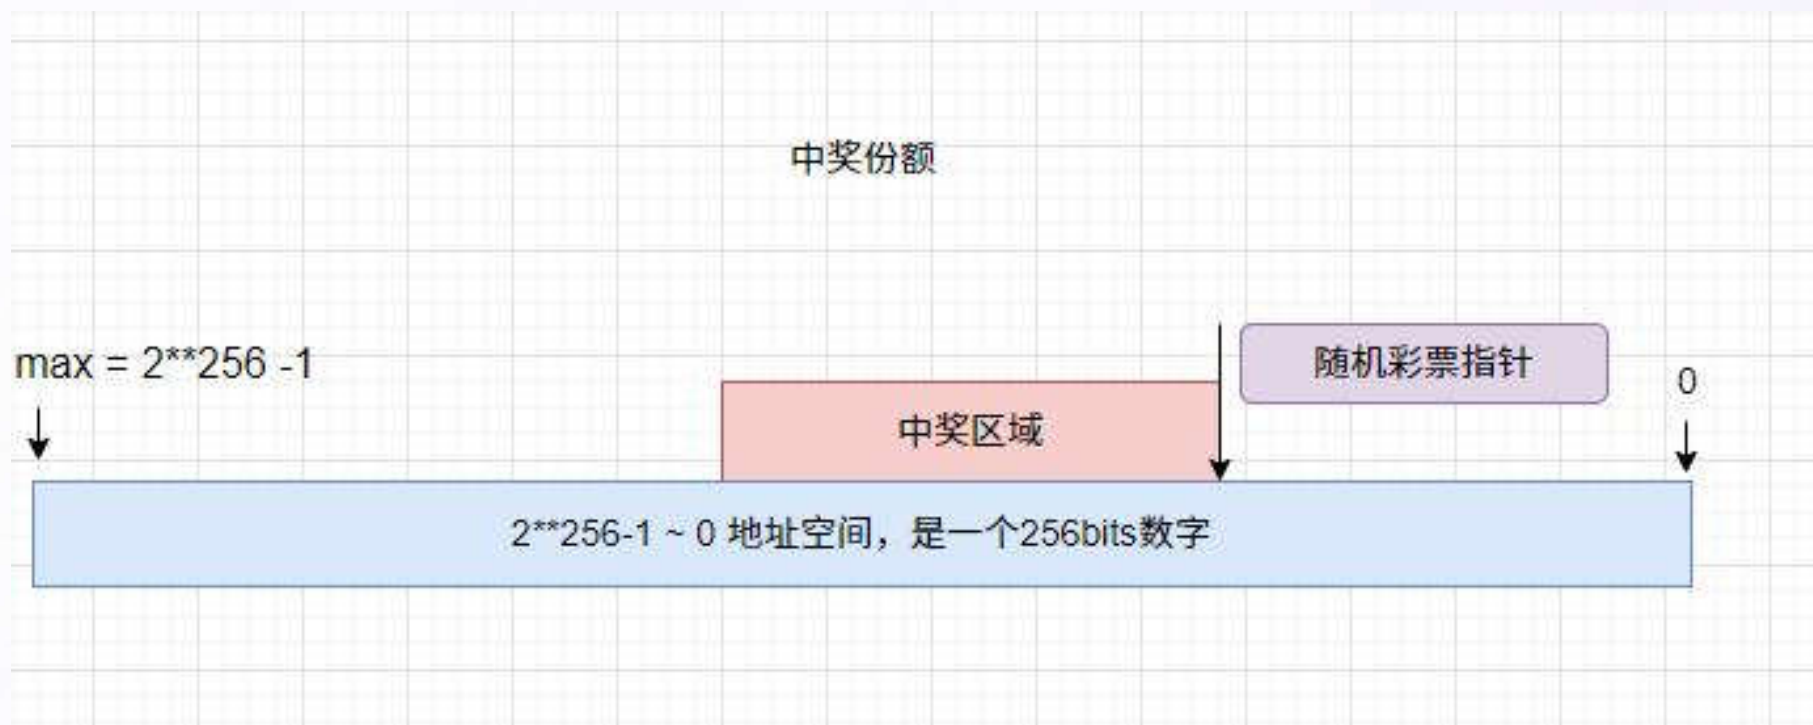 中奖份额
max = 2**256 -1
随机彩票指针
0
中奖区域
2**256-1 ~ 0 地址空间，是一个256bits数字